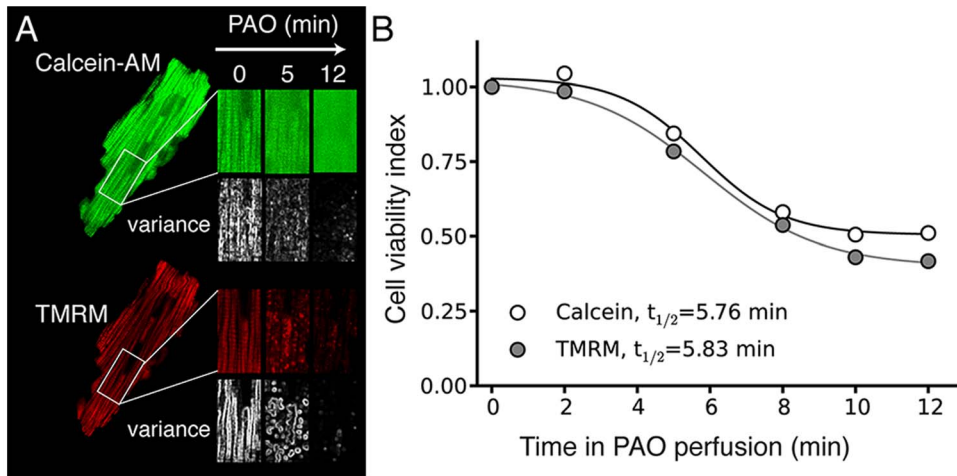 A
PAO (min)
Calcein-AM
0 5 12
variance
TMRM
variance
B
Cell viability index
1.00
0.75
0.50
0.25
0.00
Calcein, t1/2=5.76 min
TMRM, t1/2=5.83 min
0 2 4 6 8 10 12
Time in PAO perfusion (min)